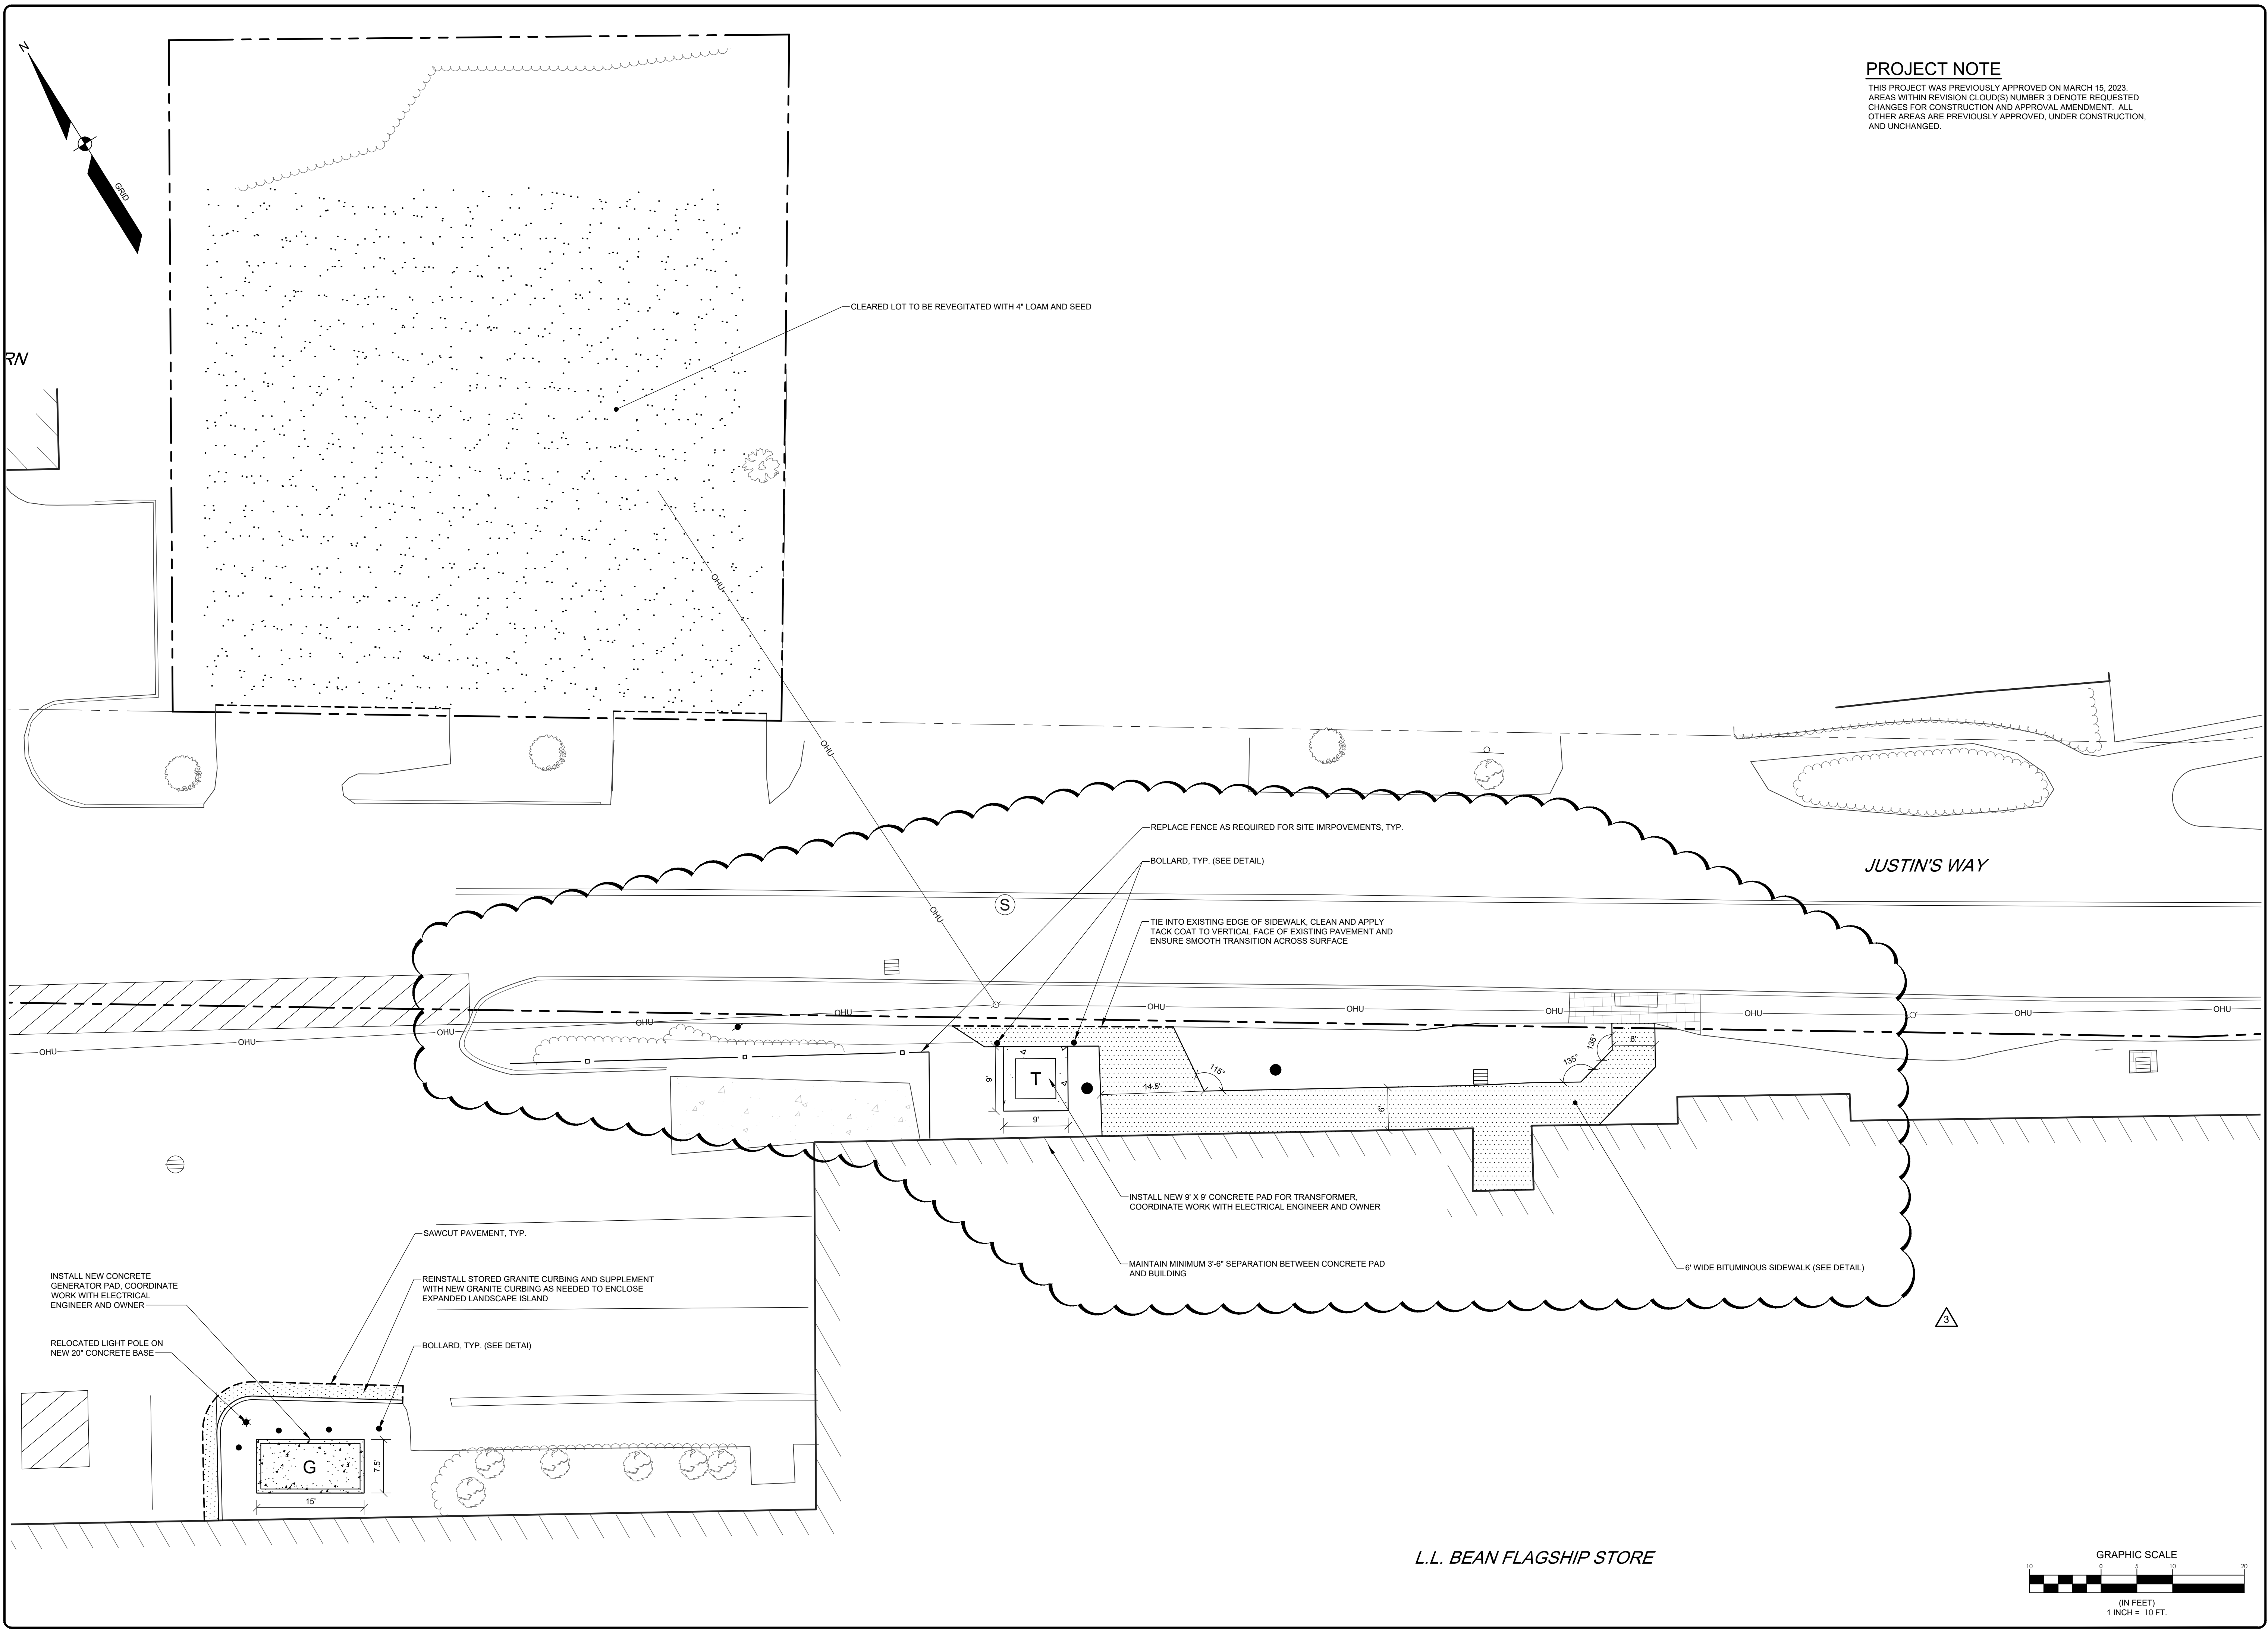 N
GRID
PROJECT NOTE
THIS PROJECT WAS PREVIOUSLY APPROVED ON MARCH 15, 2023.
AREAS WITHIN REVISION CLOUD(S) NUMBER 3 DENOTE REQUESTED
CHANGES FOR CONSTRUCTION AND APPROVAL AMENDMENT. ALL
OTHER AREAS ARE PREVIOUSLY APPROVED, UNDER CONSTRUCTION,
AND UNCHANGED.
CLEARED LOT TO BE REVEGITATED WITH 4" LOAM AND SEED
RN
OHU
OHU
OHU
REPLACE FENCE AS REQUIRED FOR SITE IMRPOVEMENTS, TYP.
BOLLARD, TYP. (SEE DETAIL)
JUSTIN'S WAY
S
TIE INTO EXISTING EDGE OF SIDEWALK, CLEAN AND APPLY
TACK COAT TO VERTICAL FACE OF EXISTING PAVEMENT AND
ENSURE SMOOTH TRANSITION ACROSS SURFACE
OHU
OHU
OHU
OHU
OHU
OHU
OHU
OHU
OHU
OHU
OHU
T
9'
9'
14.5'
115°
6'
135°
135°
6'
INSTALL NEW 9' X 9' CONCRETE PAD FOR TRANSFORMER,
COORDINATE WORK WITH ELECTRICAL ENGINEER AND OWNER
MAINTAIN MINIMUM 3'-6" SEPARATION BETWEEN CONCRETE PAD
AND BUILDING
6' WIDE BITUMINOUS SIDEWALK (SEE DETAIL)
3
SAWCUT PAVEMENT, TYP.
INSTALL NEW CONCRETE
GENERATOR PAD, COORDINATE
WORK WITH ELECTRICAL
ENGINEER AND OWNER
REINSTALL STORED GRANITE CURBING AND SUPPLEMENT
WITH NEW GRANITE CURBING AS NEEDED TO ENCLOSE
EXPANDED LANDSCAPE ISLAND
RELOCATED LIGHT POLE ON
NEW 20" CONCRETE BASE
BOLLARD, TYP. (SEE DETAI)
G
7.5'
15'
L.L. BEAN FLAGSHIP STORE
GRAPHIC SCALE
10 0 5 10 20
(IN FEET)
1 INCH = 10 FT.